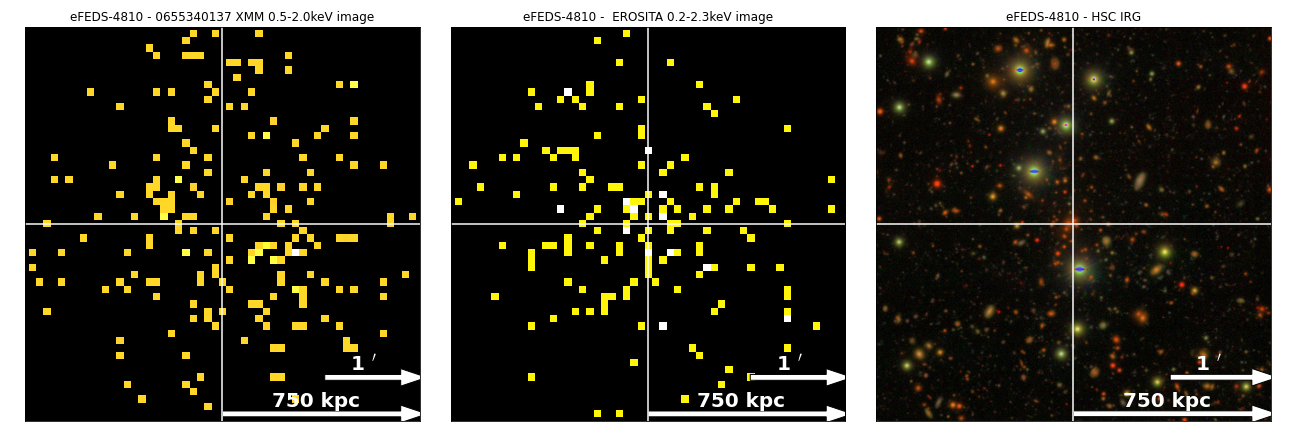 eFEDS-4810 - 0655340137 XMM 0.5-2.0keV image
eFEDS-4810 -  EROSITA 0.2-2.3keV image
eFEDS-4810 - HSC IRG
1 ′
750 kpc
1 ′
750 kpc
1 ′
750 kpc